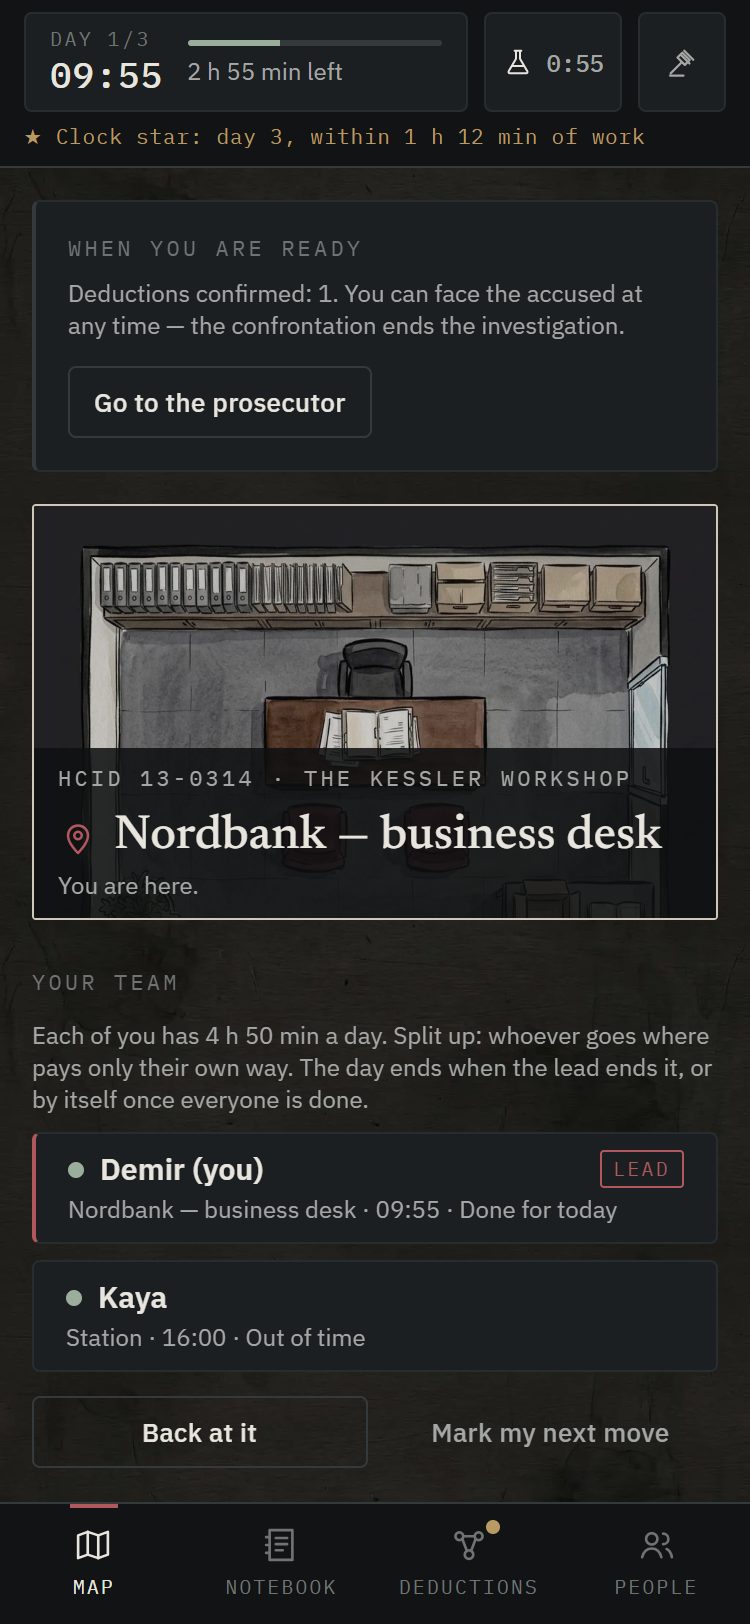 DAY 1/3
09:55
2 h 55 min left
0:55
★ Clock star: day 3, within 1 h 12 min of work
WHEN YOU ARE READY
Deductions confirmed: 1. You can face the accused at
any time — the confrontation ends the investigation.
Go to the prosecutor
HCID 13-0314 · THE KESSLER WORKSHOP
Nordbank — business desk
You are here.
YOUR TEAM
Each of you has 4 h 50 min a day. Split up: whoever goes where
pays only their own way. The day ends when the lead ends it, or
by itself once everyone is done.
Demir (you)
LEAD
Nordbank — business desk · 09:55 · Done for today
Kaya
Station · 16:00 · Out of time
Back at it
Mark my next move
MAP
NOTEBOOK
DEDUCTIONS
PEOPLE